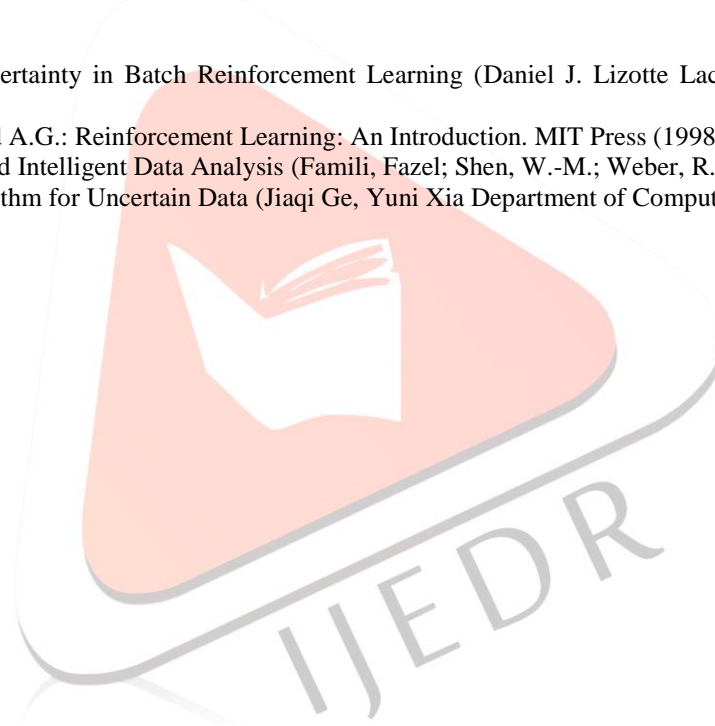 ertainty in Batch Reinforcement Learning (Daniel J. Lizotte Lac
A.G.: Reinforcement Learning: An Introduction. MIT Press (1998
d Intelligent Data Analysis (Famili, Fazel; Shen, W.-M.; Weber, R.
ithm for Uncertain Data (Jiaqi Ge, Yuni Xia Department of Comput
IJEDR